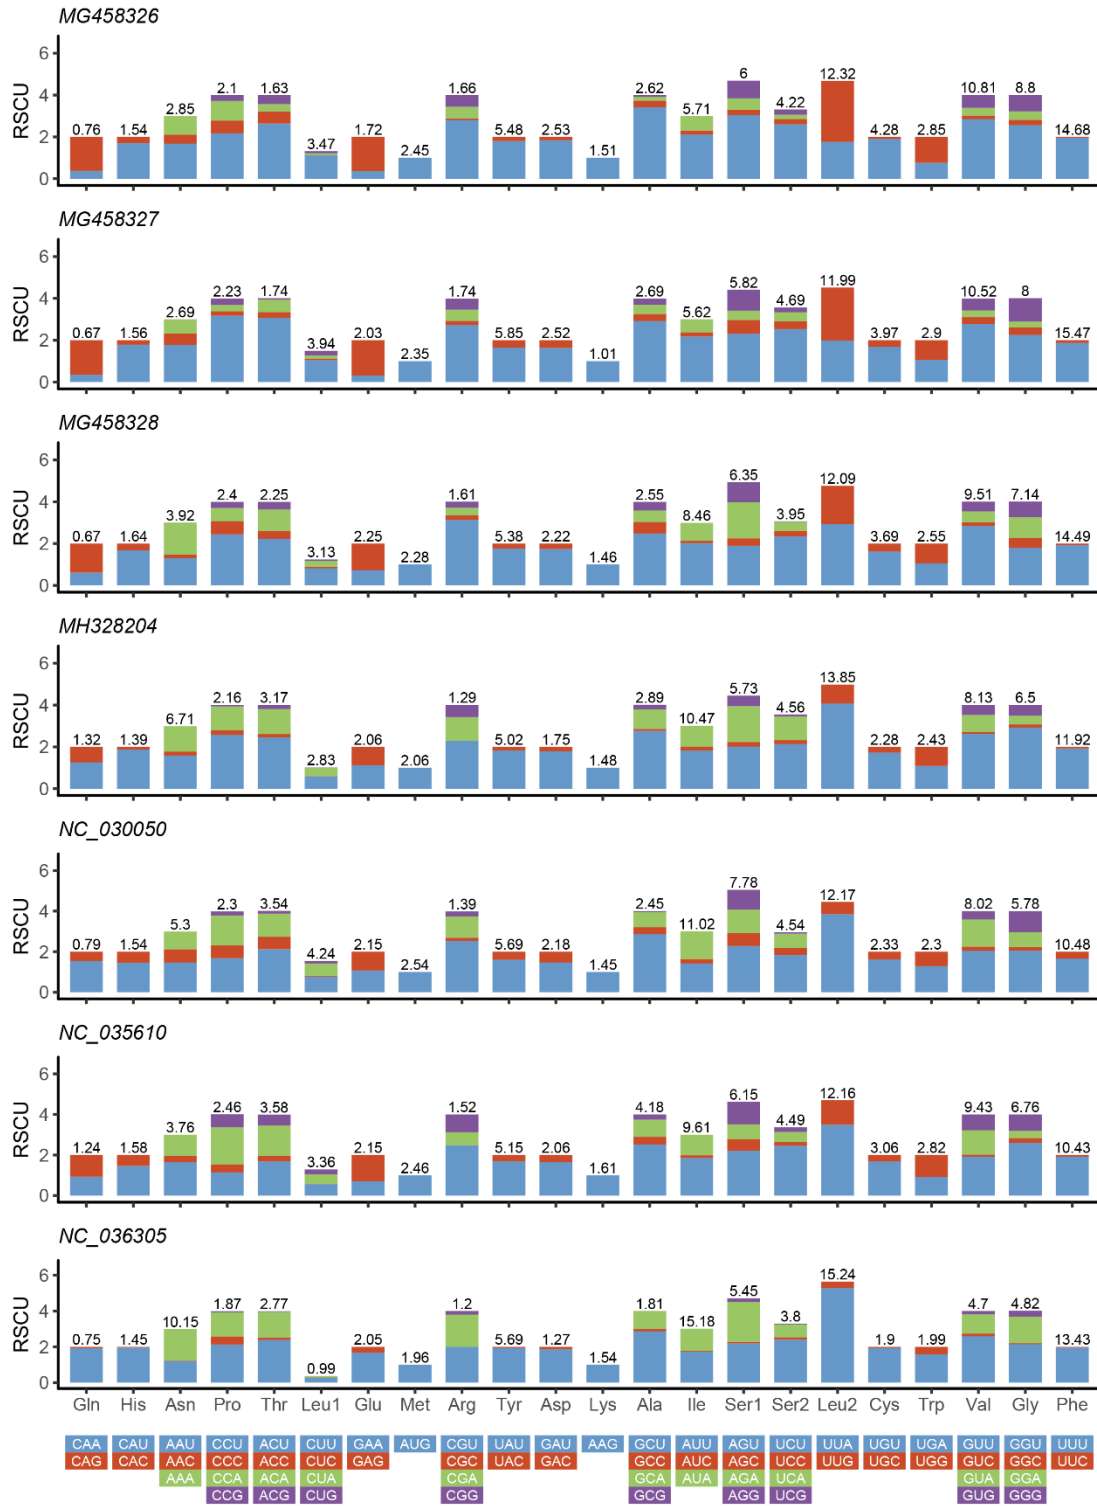 MG458326
RSCU
6
4
2
0
0.76 1.54 2.85 2.1 1.63 3.47 1.72 2.45 1.66 5.48 2.53 1.51 2.62 5.71 6 4.22 12.32 4.28 2.85 10.81 8.8 14.68
MG458327
RSCU
6
4
2
0
0.67 1.56 2.69 2.23 1.74 3.94 2.03 2.35 1.74 5.85 2.52 1.01 2.69 5.62 5.82 4.69 11.99 3.97 2.9 10.52 8 15.47
MG458328
RSCU
6
4
2
0
0.67 1.64 3.92 2.4 2.25 3.13 2.25 2.28 1.61 5.38 2.22 1.46 2.55 8.46 6.35 3.95 12.09 3.69 2.55 9.51 7.14 14.49
MH328204
RSCU
6
4
2
0
1.32 1.39 6.71 2.16 3.17 2.83 2.06 2.06 1.29 5.02 1.75 1.48 2.89 10.47 5.73 4.56 13.85 2.28 2.43 8.13 6.5 11.92
NC_030050
RSCU
6
4
2
0
0.79 1.54 5.3 2.3 3.54 4.24 2.15 2.54 1.39 5.69 2.18 1.45 2.45 11.02 7.78 4.54 12.17 2.33 2.3 8.02 5.78 10.48
NC_035610
RSCU
6
4
2
0
1.24 1.58 3.76 2.46 3.58 3.36 2.15 2.46 1.52 5.15 2.06 1.61 4.18 9.61 6.15 4.49 12.16 3.06 2.82 9.43 6.76 10.43
NC_036305
RSCU
6
4
2
0
0.75 1.45 10.15 1.87 2.77 0.99 2.05 1.96 1.2 5.69 1.27 1.54 1.81 15.18 5.45 3.8 15.24 1.9 1.99 4.7 4.82 13.43
Gln His Asn Pro Thr Leu1 Glu Met Arg Tyr Asp Lys Ala Ile Ser1 Ser2 Leu2 Cys Trp Val Gly Phe
CAA CAU AAU CCU ACU CUU GAA AUG CGU UAU GAU AAG GCU AUU AGU UCU UUA UGU UGA GUU GGU UUU
CAG CAC AAC CCC ACC CUC GAG CGC UAC GAC GCC AUC AGC UCC UUG UGC UGG GUC GGC UUC
AAA CCA ACA CUA CGA GCA AUA AGA UCA GUA GGA
CCG ACG CUG CGG GCG AGG UCG GUG GGG